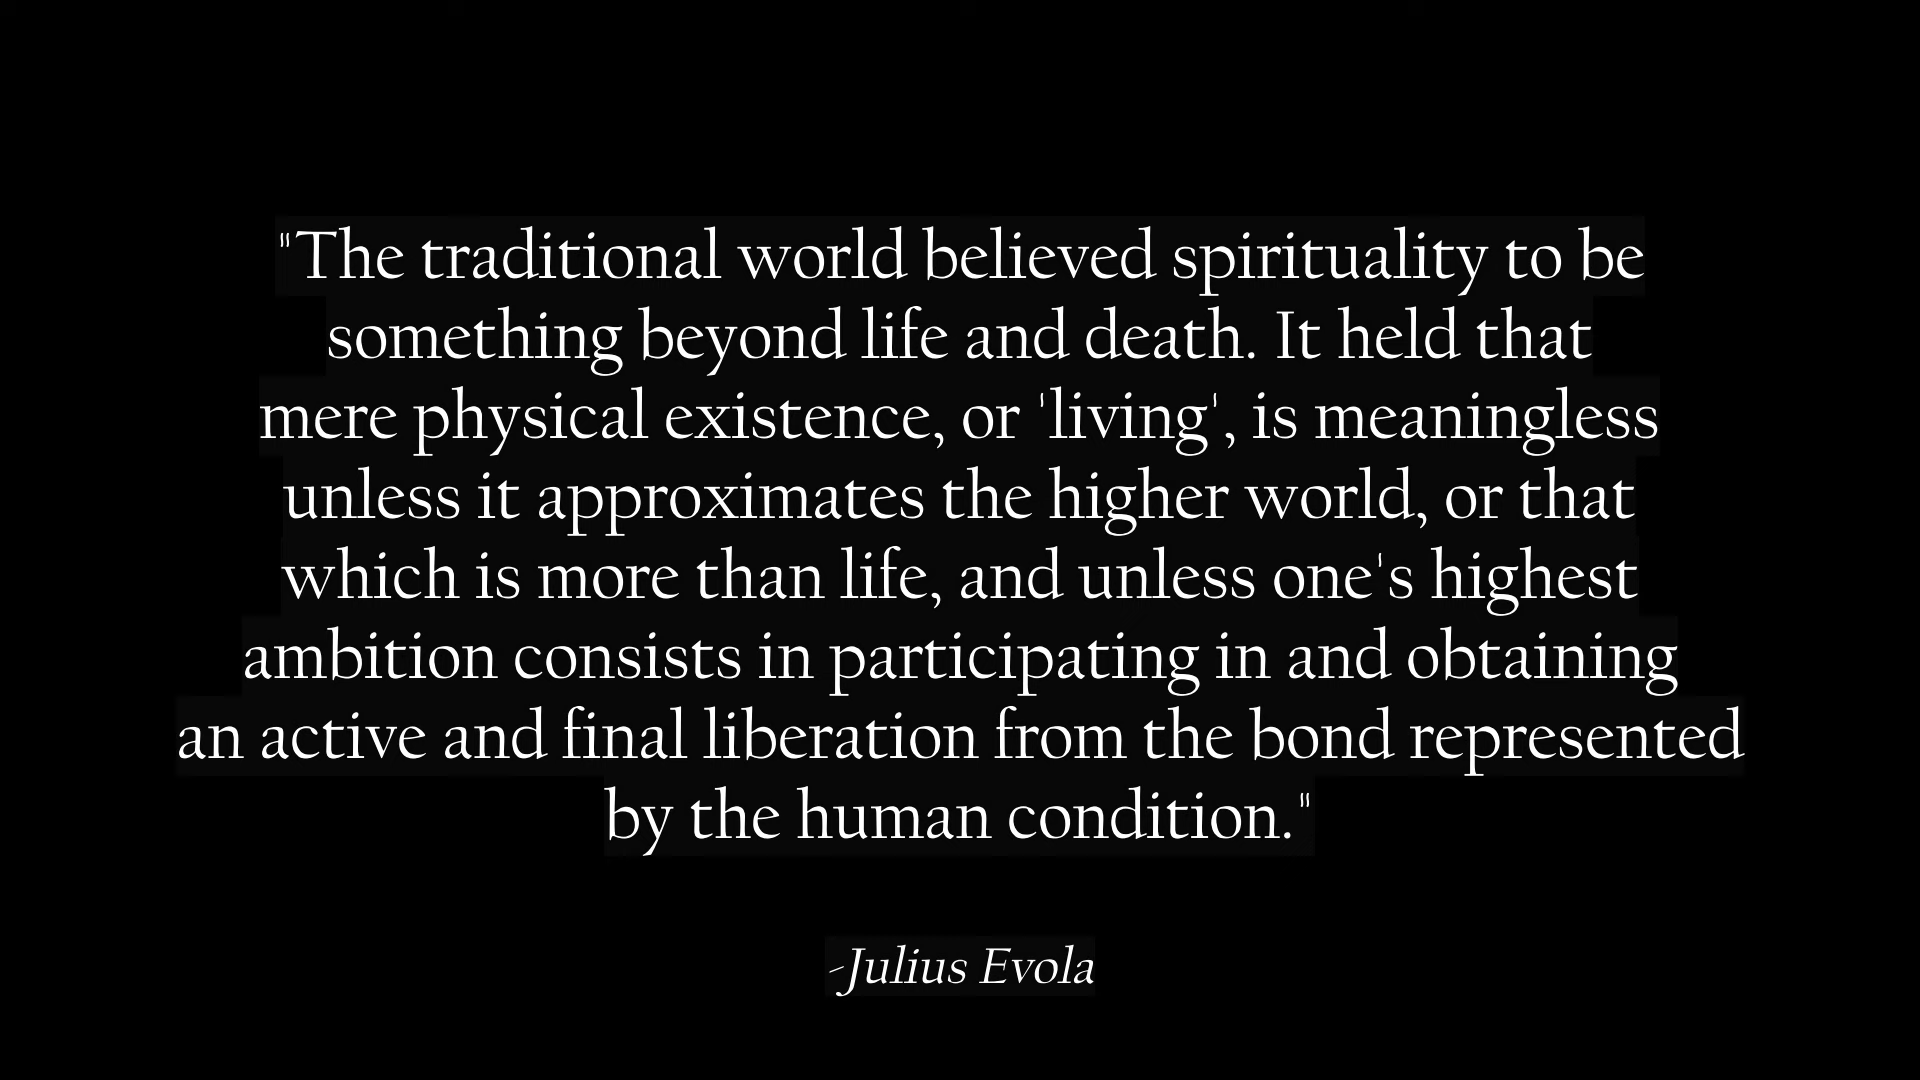 "The traditional world believed spirituality to be
something beyond life and death. It held that
mere physical existence, or 'living', is meaningless
unless it approximates the higher world, or that
which is more than life, and unless one's highest
ambition consists in participating in and obtaining
an active and final liberation from the bond represented
by the human condition."
-Julius Evola